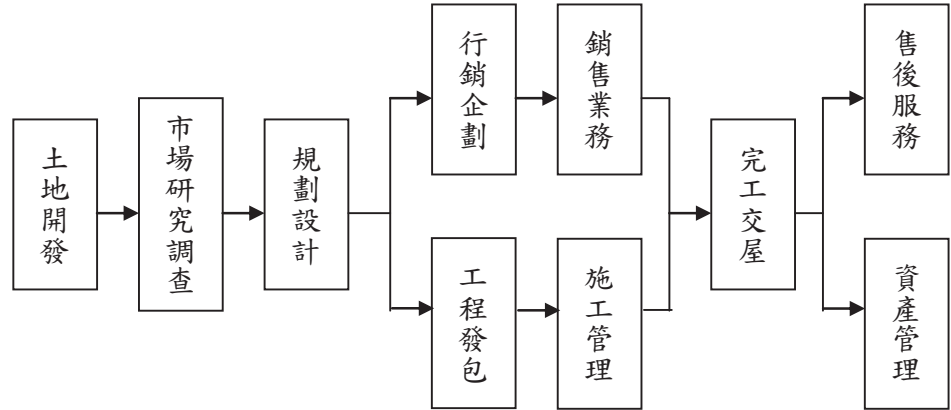 土地開發
市場研究調查
規劃設計
行銷企劃
銷售業務
工程發包
施工管理
完工交屋
售後服務
資產管理